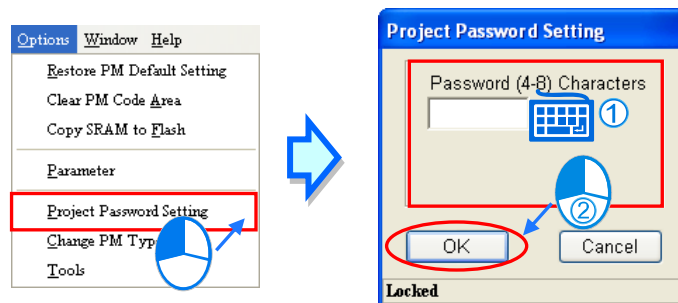 Options Window Help
Restore PM Default Setting
Clear PM Code Area
Copy SRAM to Flash
Parameter
Project Password Setting
Change PM Typ
Tools
Project Password Setting
Password (4-8) Characters
1
2
OK Cancel
Locked